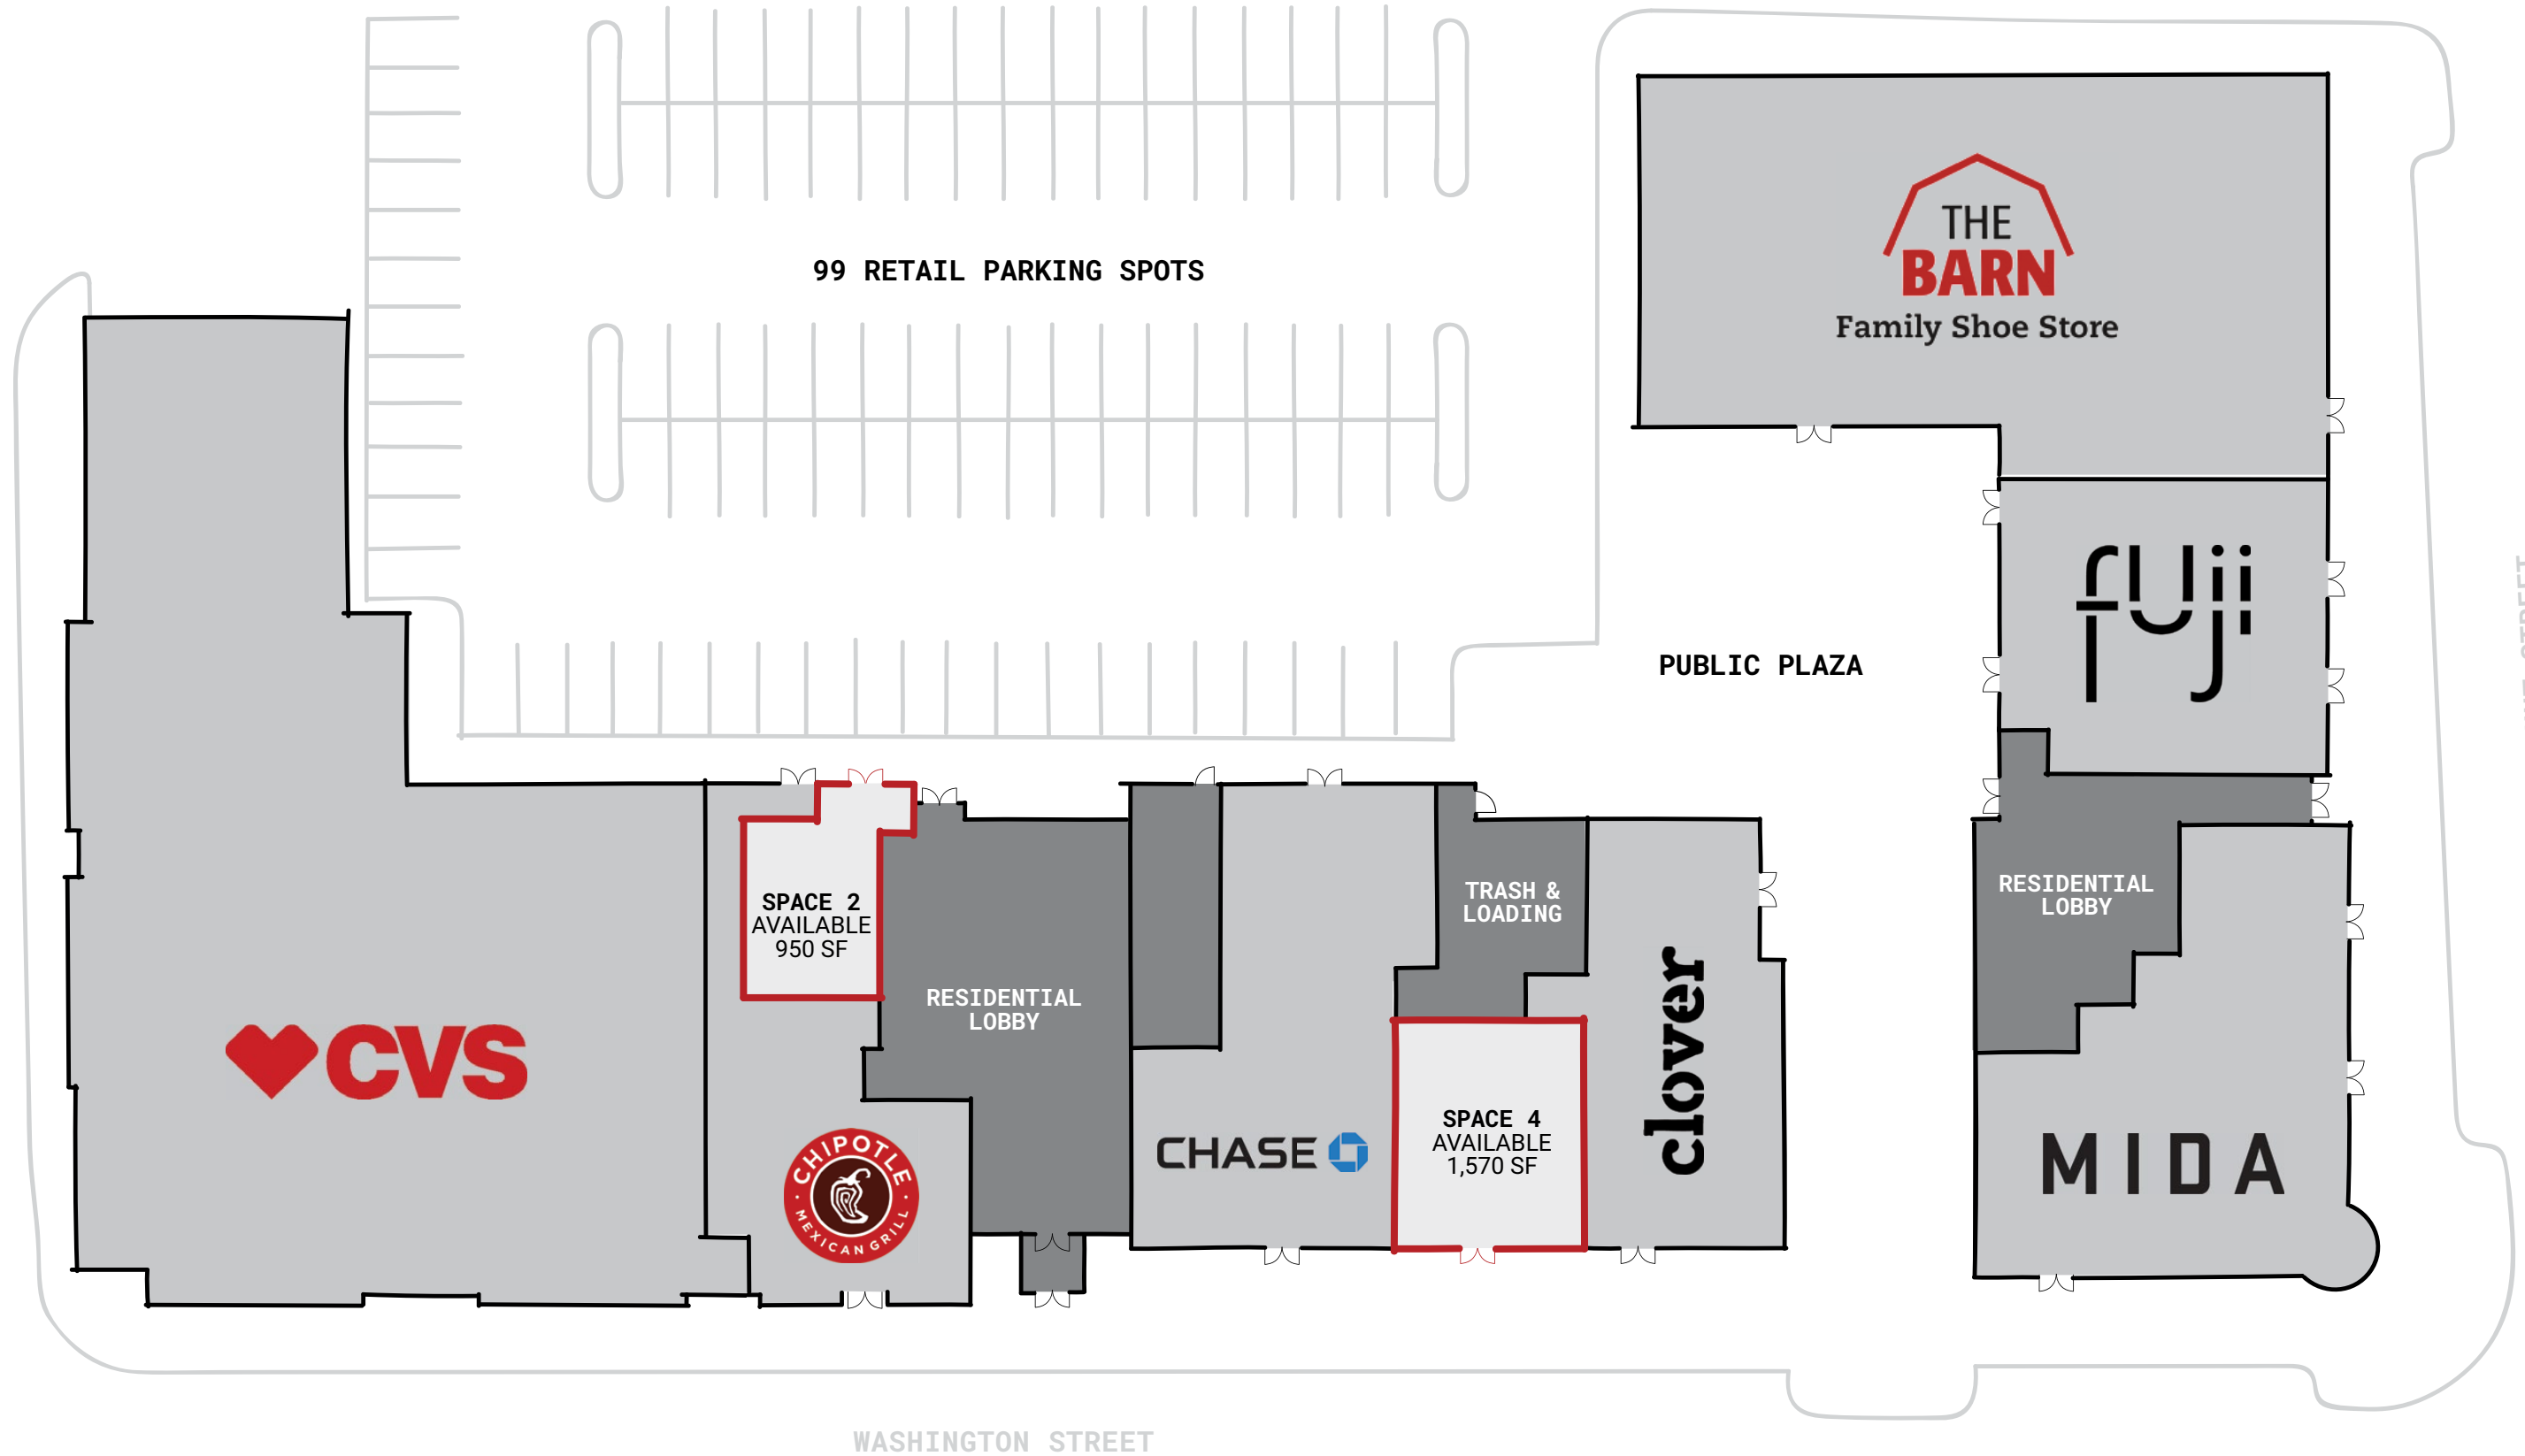 99 RETAIL PARKING SPOTS
THE
BARN
Family Shoe Store
fuji
PUBLIC PLAZA
SPACE 2
AVAILABLE
950 SF
RESIDENTIAL
LOBBY
TRASH &
LOADING
clover
RESIDENTIAL
LOBBY
CVS
CHIPOTLE
MEXICAN GRILL
CHASE
SPACE 4
AVAILABLE
1,570 SF
MIDA
WASHINGTON STREET
STREET